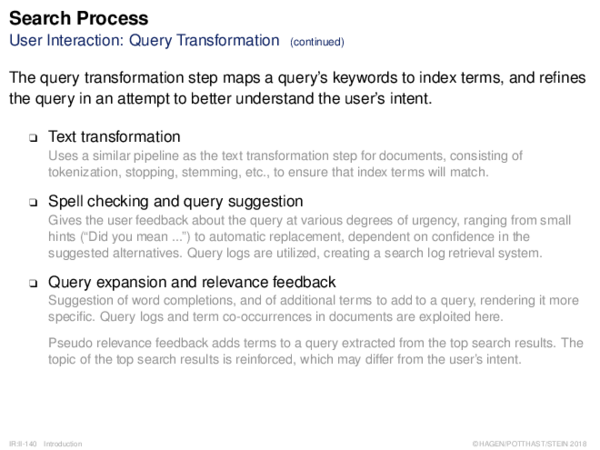 Search Process
User Interaction: Query Transformation (continued)
The query transformation step maps a query's keywords to index terms, and refines
the query in an attempt to better understand the user's intent.
❑ Text transformation
Uses a similar pipeline as the text transformation step for documents, consisting of
tokenization, stopping, stemming, etc., to ensure that index terms will match.
❑ Spell checking and query suggestion
Gives the user feedback about the query at various degrees of urgency, ranging from small
hints (“Did you mean ...”) to automatic replacement, dependent on confidence in the
suggested alternatives. Query logs are utilized, creating a search log retrieval system.
❑ Query expansion and relevance feedback
Suggestion of word completions, and of additional terms to add to a query, rendering it more
specific. Query logs and term co-occurrences in documents are exploited here.
Pseudo relevance feedback adds terms to a query extracted from the top search results. The
topic of the top search results is reinforced, which may differ from the user's intent.
IR:II-140 Introduction
©HAGEN/POTTHAST/STEIN 2018